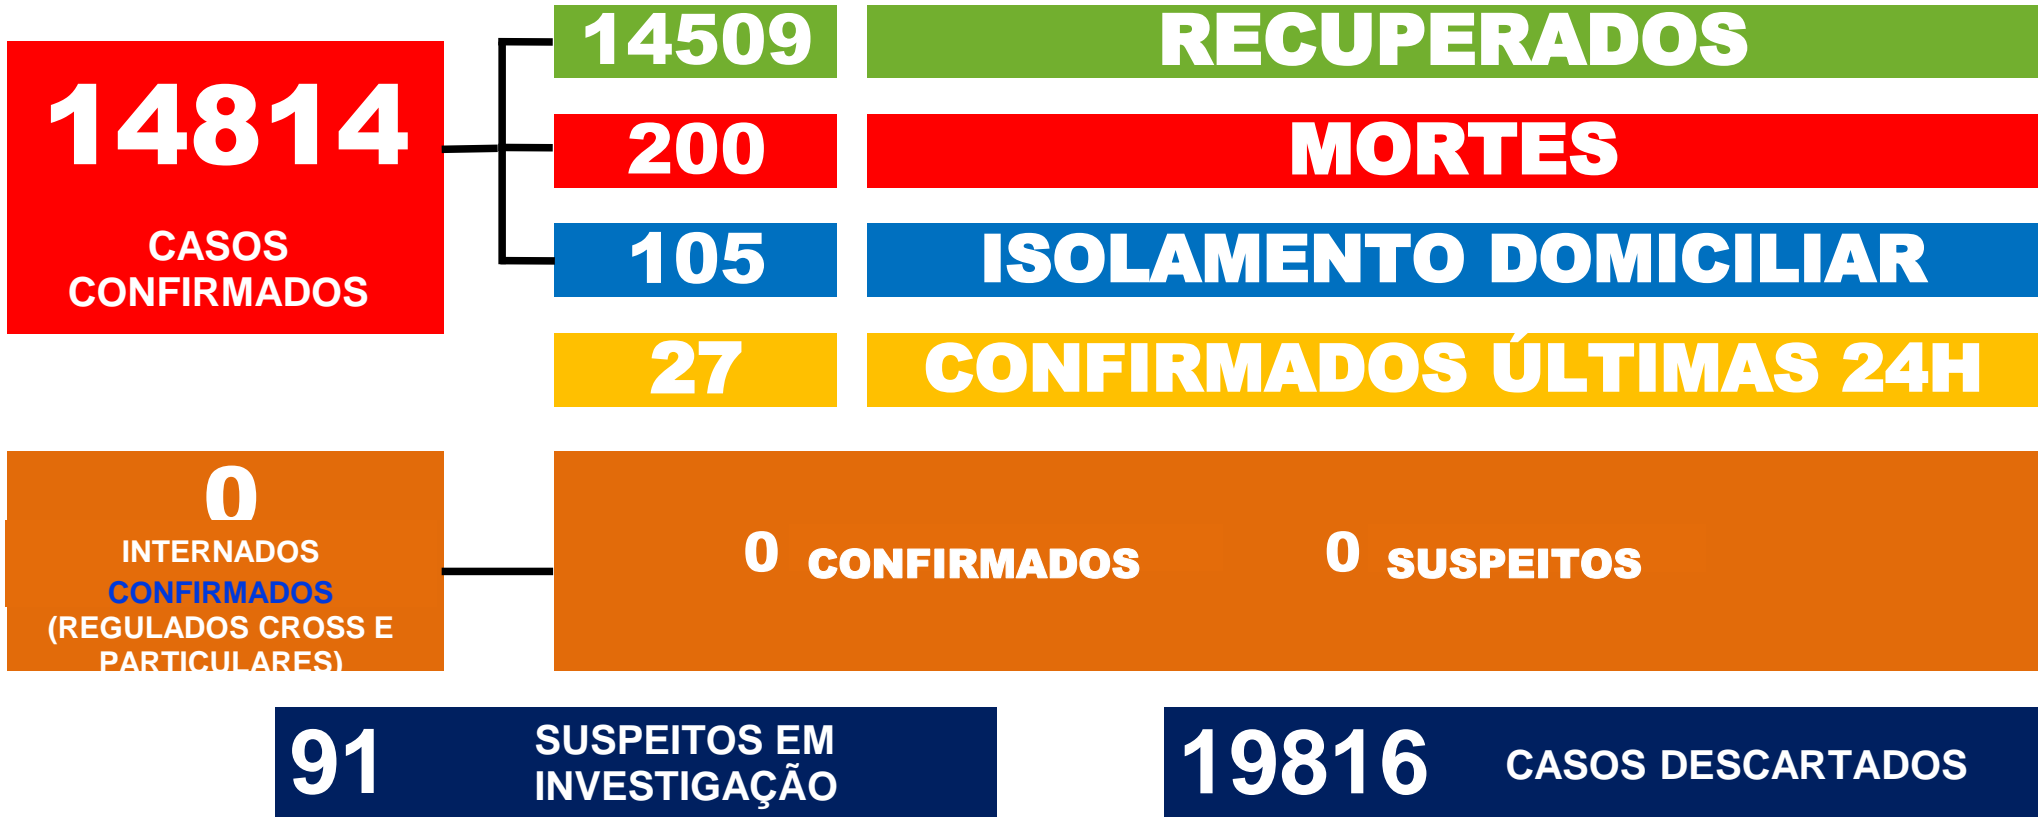 14814
CASOS
CONFIRMADOS
14509 RECUPERADOS
200 MORTES
105 ISOLAMENTO DOMICILIAR
27 CONFIRMADOS ÚLTIMAS 24H
0
INTERNADOS
CONFIRMADOS
(REGULADOS CROSS E
PARTICULARES)
0 CONFIRMADOS
0 SUSPEITOS
91
SUSPEITOS EM
INVESTIGAÇÃO
19816 CASOS DESCARTADOS